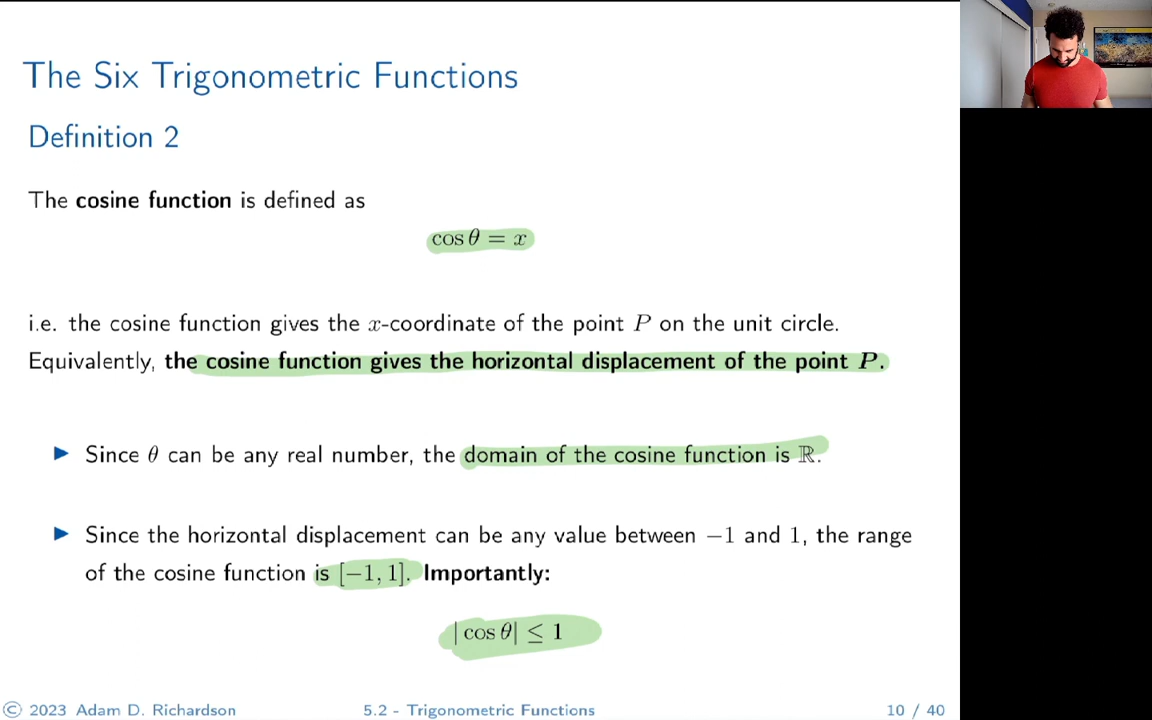 The Six Trigonometric Functions
Definition 2
The cosine function is defined as
cos θ = x
i.e. the cosine function gives the x-coordinate of the point P on the unit circle.
Equivalently, the cosine function gives the horizontal displacement of the point P.
▶ Since θ can be any real number, the domain of the cosine function is ℝ.
▶ Since the horizontal displacement can be any value between −1 and 1, the range
of the cosine function is [−1, 1]. Importantly:
| cos θ| ≤ 1
© 2023 Adam D. Richardson
5.2 - Trigonometric Functions
10 / 40